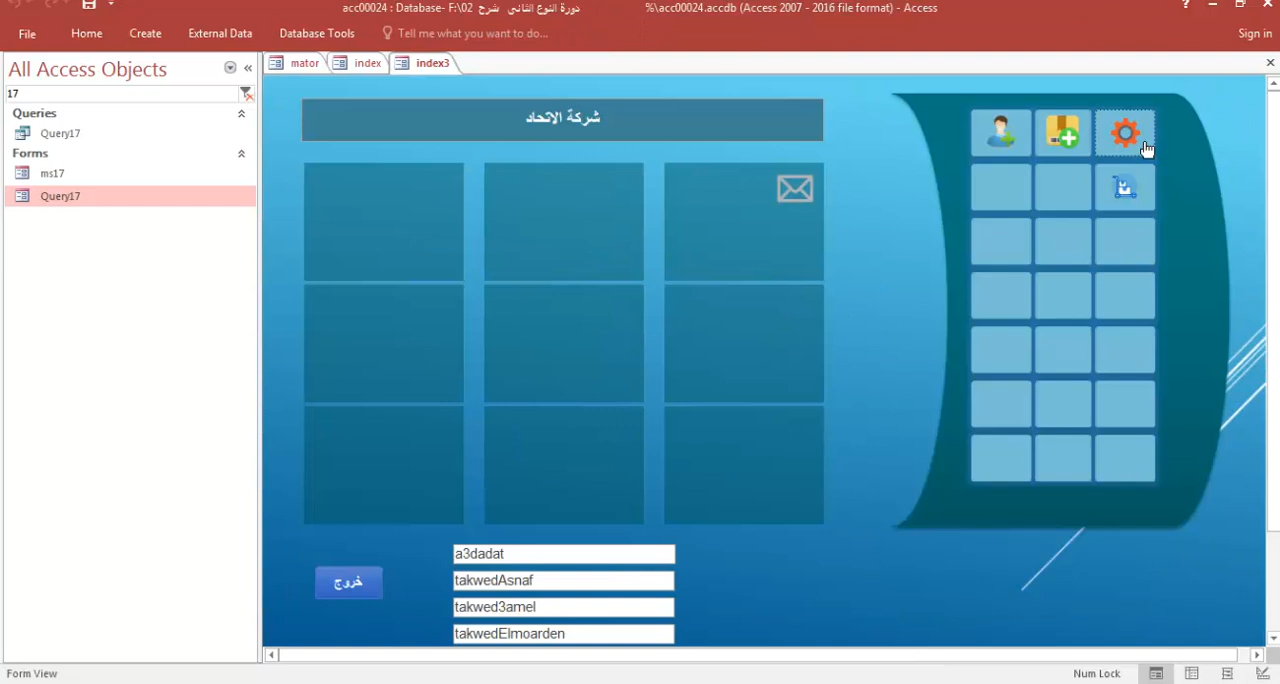 acc00024 : Database- F:\02 دورة النوع الثانى شرح %\acc00024.accdb (Access 2007 - 2016 file format) - Access
File Home Create External Data Database Tools Tell me what you want to do... Sign in
All Access Objects
17
Queries
Query17
Forms
ms17
Query17
mator index index3
شركة الاتحاد
خروج
a3dadat
takwedAsnaf
takwed3amel
takwedElmoarden
Form View Num Lock